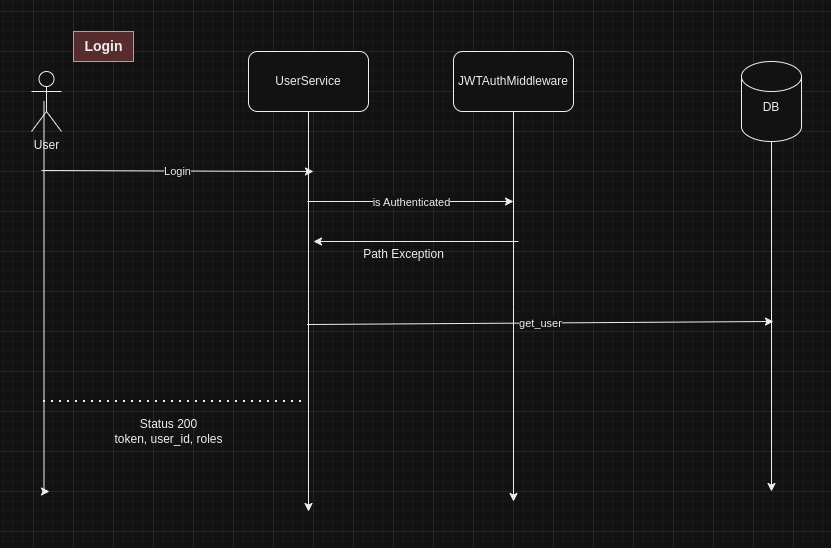 Login
UserService
JWTAuthMiddleware
DB
User
Login
is Authenticated
Path Exception
get_user
Status 200
token, user_id, roles